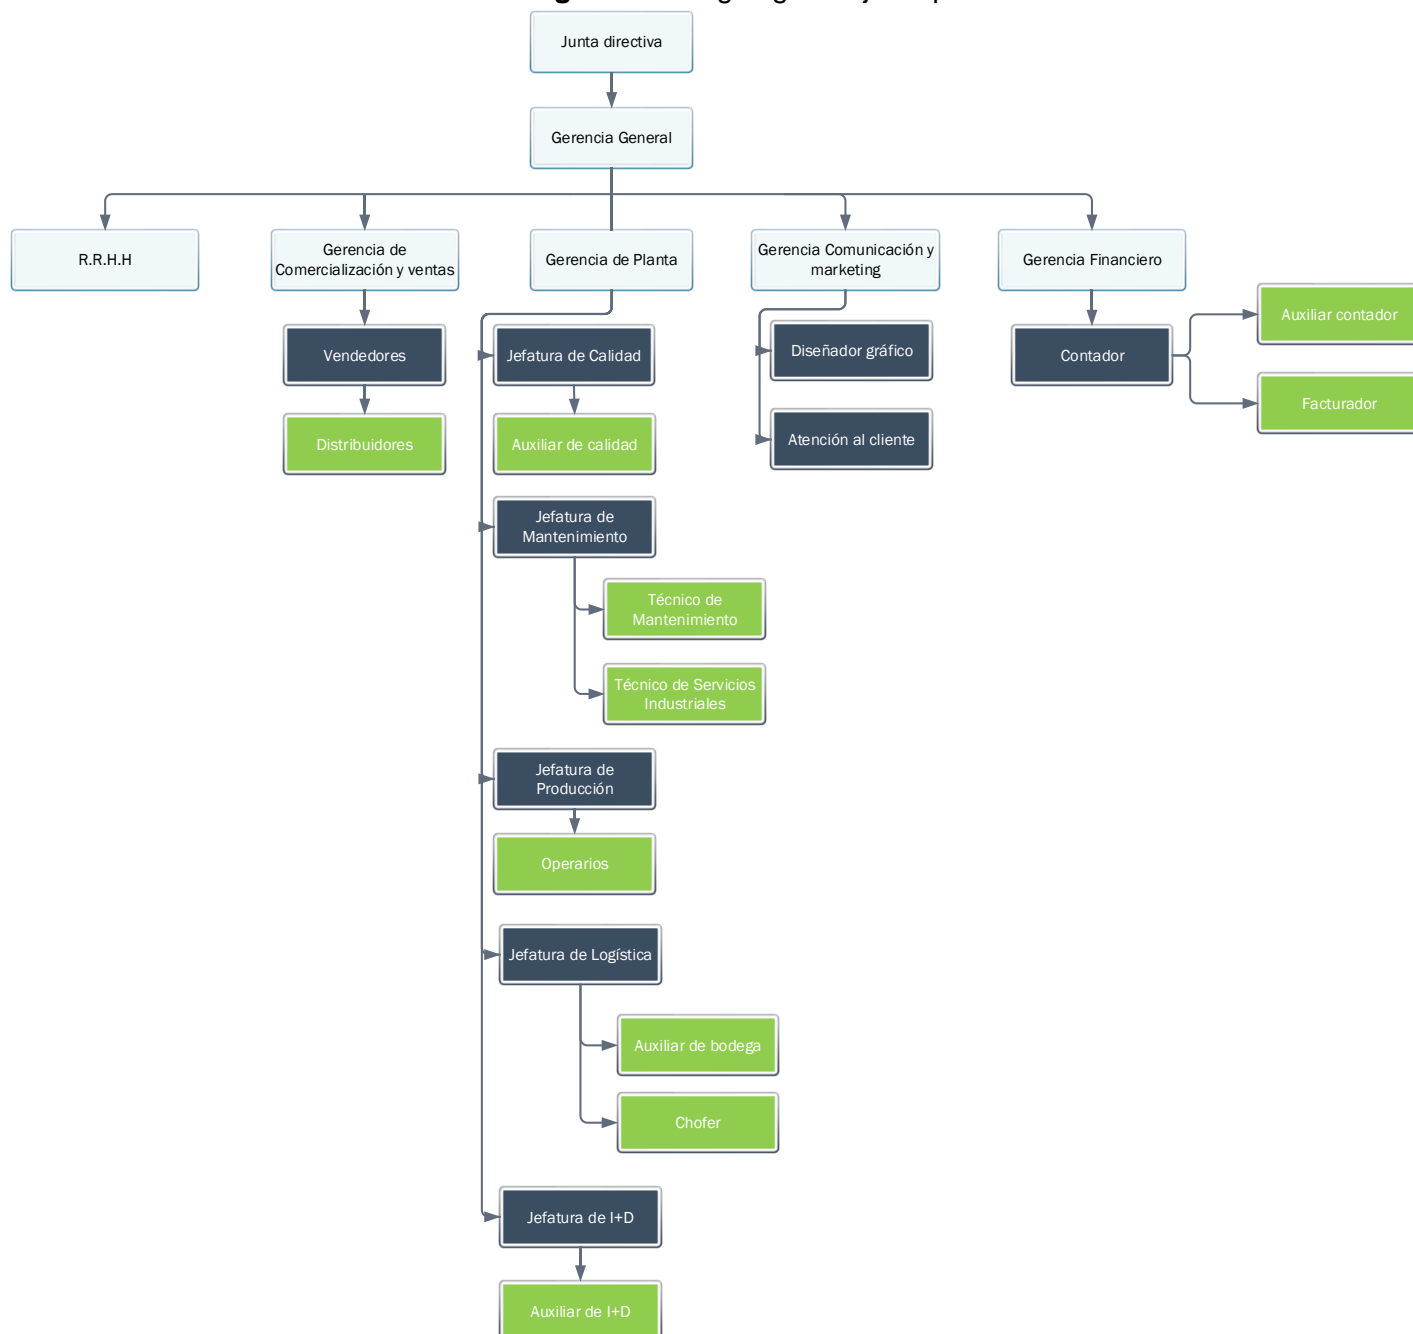 Junta directiva
Gerencia General
R.R.H.H
Gerencia de
Comercialización y ventas
Gerencia de Planta
Gerencia Comunicación y
marketing
Gerencia Financiero
Vendedores
Distribuidores
Jefatura de Calidad
Auxiliar de calidad
Jefatura de
Mantenimiento
Técnico de
Mantenimiento
Técnico de Servicios
Industriales
Jefatura de
Producción
Operarios
Jefatura de Logística
Auxiliar de bodega
Chofer
Jefatura de I+D
Auxiliar de I+D
Diseñador gráfico
Atención al cliente
Contador
Auxiliar contador
Facturador